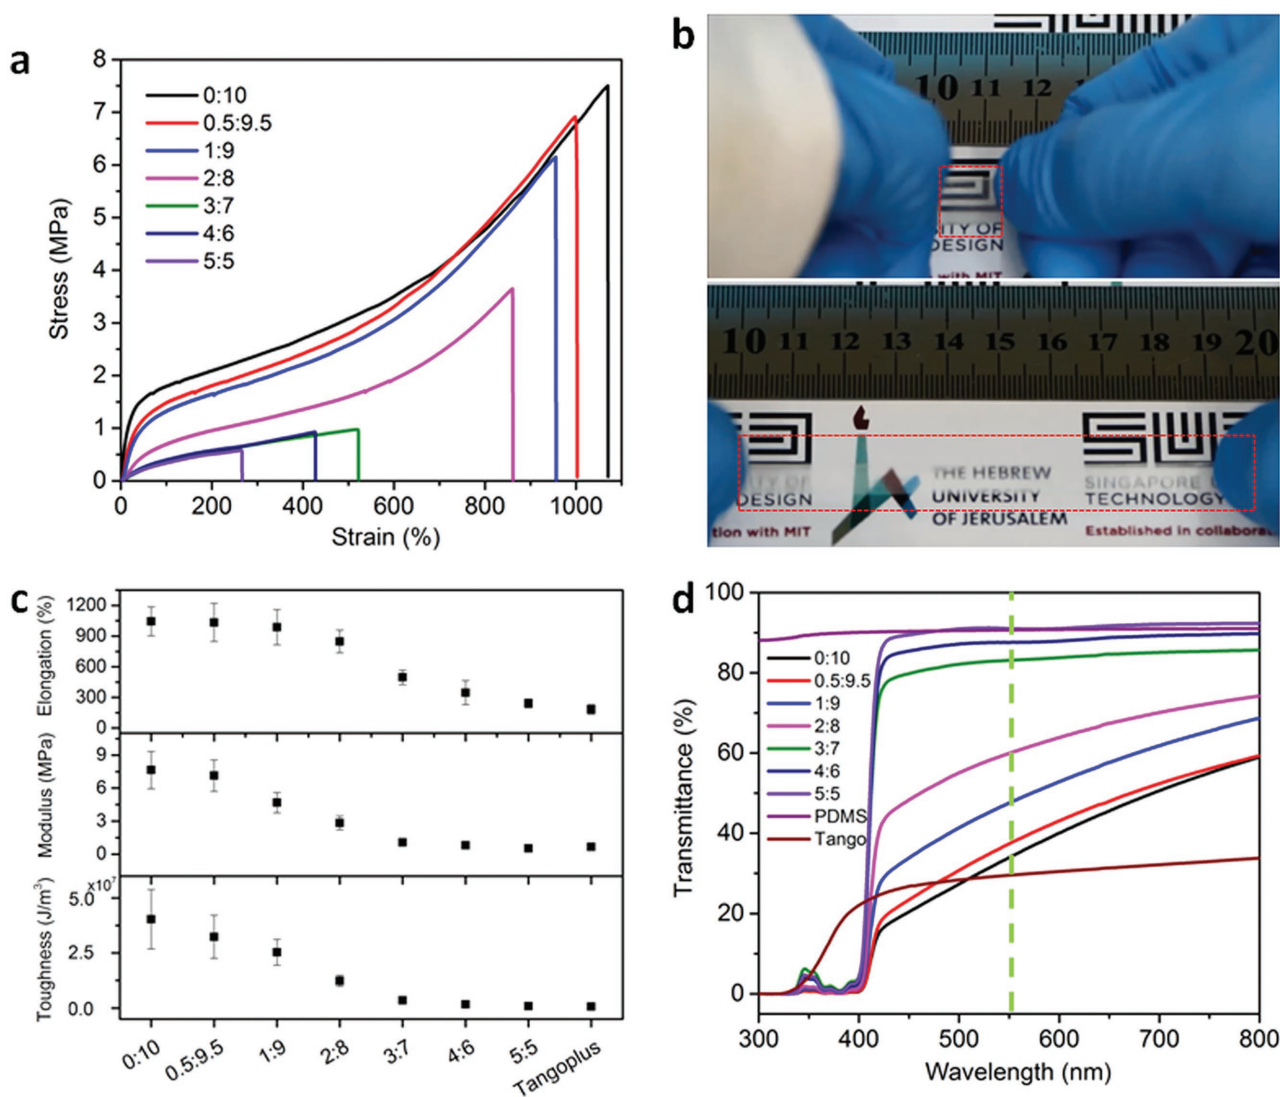 a
8
7
6
5
4
3
2
1
0
Stress (MPa)
0:10
0.5:9.5
1:9
2:8
3:7
4:6
5:5
0 200 400 600 800 1000
Strain (%)
b
10 11 12
ITY OF
DESIGN
with MIT
10 11 12 13 14 15 16 17 18 19 20
ITY OF
DESIGN
tion with MIT
THE HEBREW
UNIVERSITY
OF JERUSALEM
SINGAPORE U
TECHNOLOGY
Established in collabora
c
1200
900
600
300
0
Elongation (%)
9
6
3
0
Modulus (MPa)
x10⁷
5.0
2.5
0.0
Toughness (J/m³)
0:10 0.5:9.5 1:9 2:8 3:7 4:6 5:5 Tangoplus
d
100
80
60
40
20
0
Transmittance (%)
0:10
0.5:9.5
1:9
2:8
3:7
4:6
5:5
PDMS
Tango
300 400 500 600 700 800
Wavelength (nm)